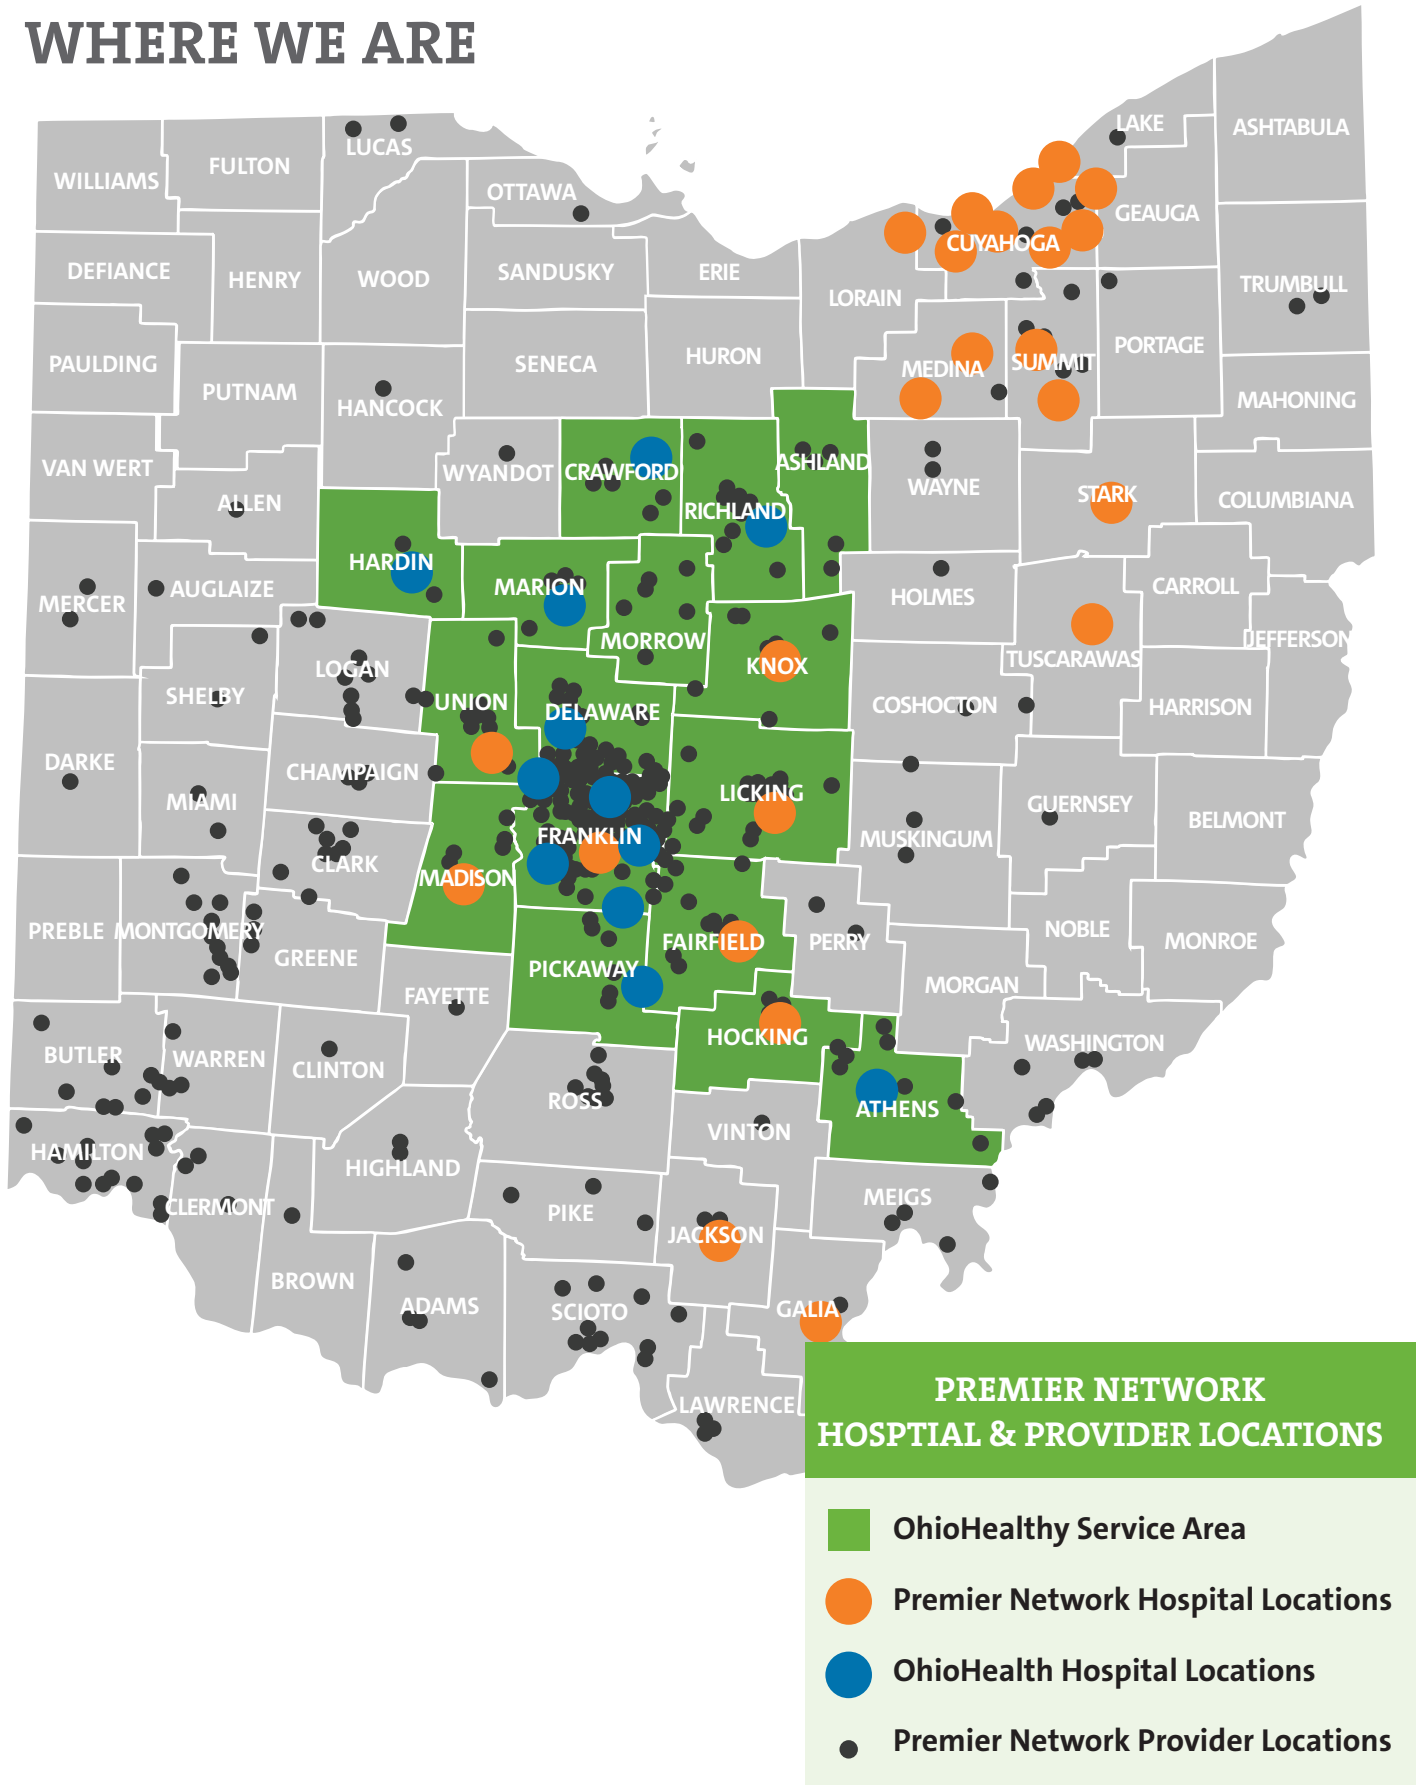 WHERE WE ARE
LAKE
ASHTABULA
LUCAS
FULTON
WILLIAMS
OTTAWA
GEAUGA
CUYAHOGA
DEFIANCE
HENRY
WOOD
SANDUSKY
ERIE
LORAIN
TRUMBULL
PAULDING
SENECA
HURON
MEDINA
SUMMIT
PORTAGE
PUTNAM
HANCOCK
MAHONING
VAN WERT
WYANDOT
CRAWFORD
ASHLAND
WAYNE
STARK
COLUMBIANA
ALLEN
RICHLAND
HARDIN
MARION
MERCER
AUGLAIZE
HOLMES
CARROLL
MORROW
JEFFERSON
LOGAN
KNOX
TUSCARAWAS
SHELBY
UNION
DELAWARE
COSHOCTON
HARRISON
DARKE
CHAMPAIGN
MIAMI
LICKING
GUERNSEY
BELMONT
FRANKLIN
MUSKINGUM
CLARK
MADISON
PREBLE
MONTGOMERY
GREENE
FAIRFIELD
PERRY
NOBLE
MONROE
PICKAWAY
FAYETTE
MORGAN
HOCKING
WASHINGTON
BUTLER
WARREN
CLINTON
ROSS
ATHENS
HAMILTON
HIGHLAND
VINTON
CLERMONT
PIKE
MEIGS
JACKSON
BROWN
ADAMS
SCIOTO
GALIA
LAWRENCE
PREMIER NETWORK
HOSPTIAL & PROVIDER LOCATIONS
OhioHealthy Service Area
Premier Network Hospital Locations
OhioHealth Hospital Locations
Premier Network Provider Locations